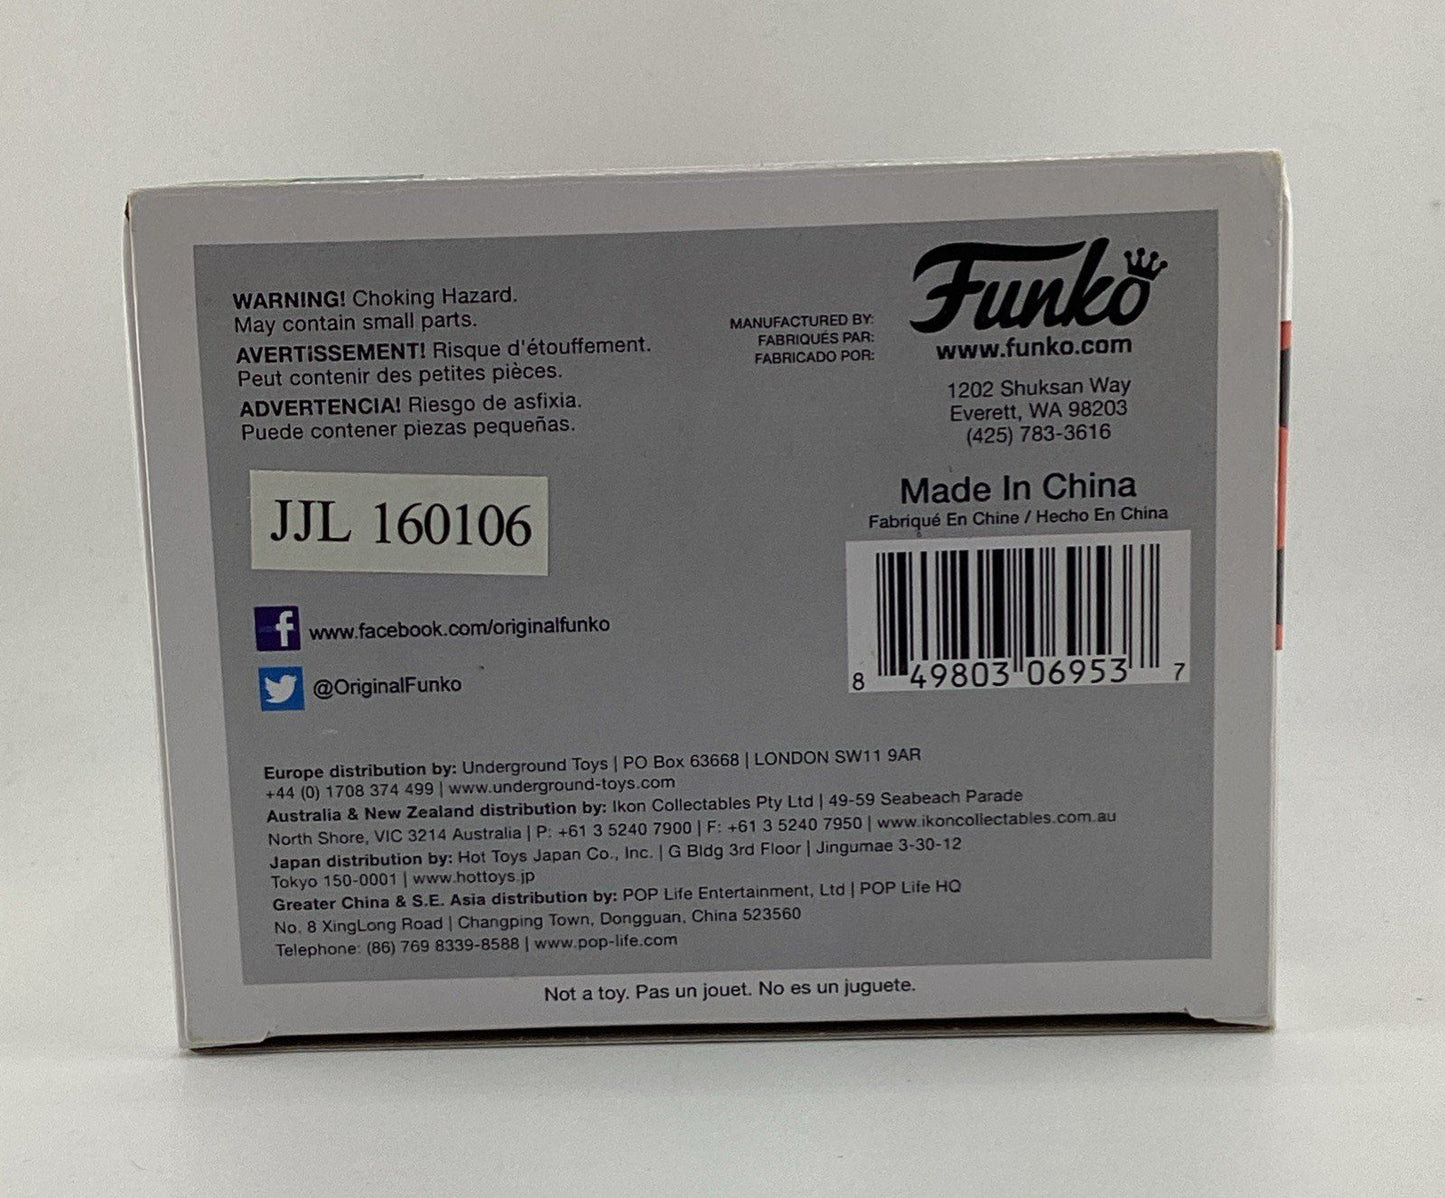 WARNING! Choking Hazard.
May contain small parts.
AVERTISSEMENT! Risque d'étouffement.
Peut contenir des petites pièces.
ADVERTENCIA! Riesgo de asfixia.
Puede contener piezas pequeñas.
MANUFACTURED BY:
FABRIQUÉS PAR:
FABRICADO POR:
Funko
www.funko.com
1202 Shuksan Way
Everett, WA 98203
(425) 783-3616
Made In China
Fabriqué En Chine / Hecho En China
JJL 160106
8 49803 06953 7
www.facebook.com/originalfunko
@OriginalFunko
Europe distribution by: Underground Toys | PO Box 63668 | LONDON SW11 9AR
+44 (0) 1708 374 499 | www.underground-toys.com
Australia & New Zealand distribution by: Ikon Collectables Pty Ltd | 49-59 Seabeach Parade
North Shore, VIC 3214 Australia | P: +61 3 5240 7900 | F: +61 3 5240 7950 | www.ikoncollectables.com.au
Japan distribution by: Hot Toys Japan Co., Inc. | G Bldg 3rd Floor | Jingumae 3-30-12
Tokyo 150-0001 | www.hottoys.jp
Greater China & S.E. Asia distribution by: POP Life Entertainment, Ltd | POP Life HQ
No. 8 XingLong Road | Changping Town, Dongguan, China 523560
Telephone: (86) 769 8339-8588 | www.pop-life.com
Not a toy. Pas un jouet. No es un juguete.